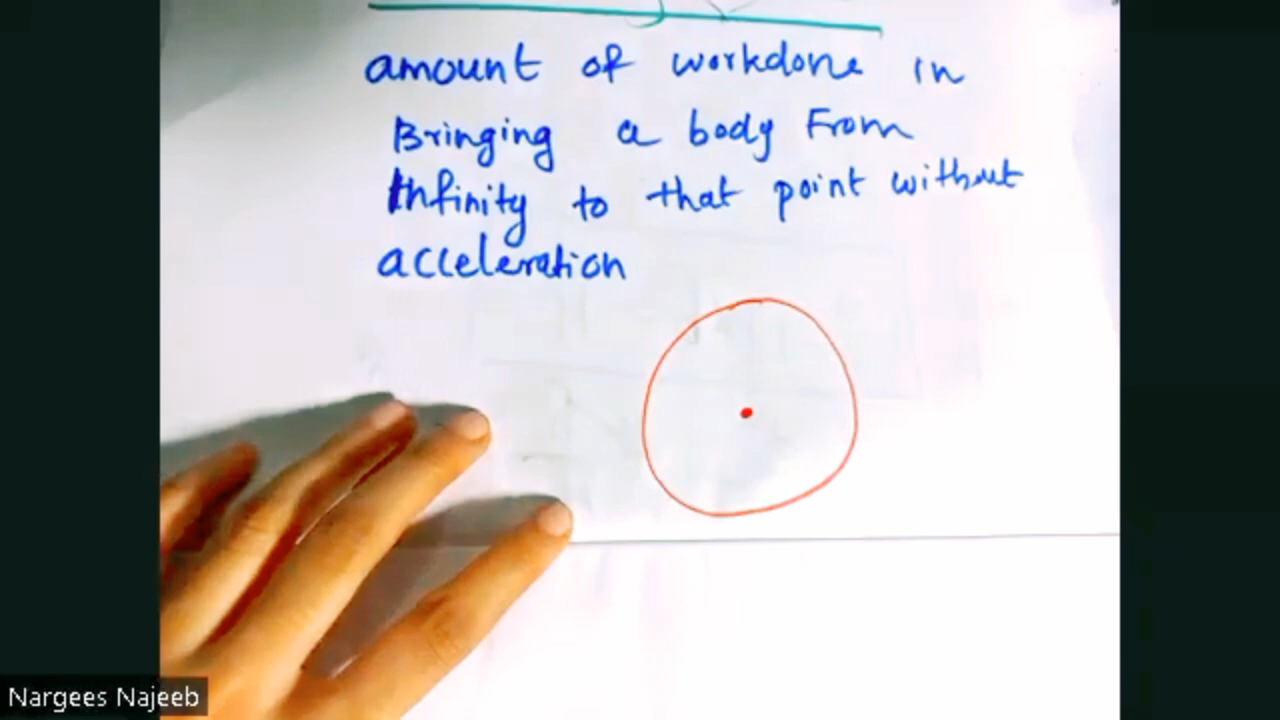 amount of workdone in
Bringing a body From
Infinity to that point without
acceleration
Nargees Najeeb